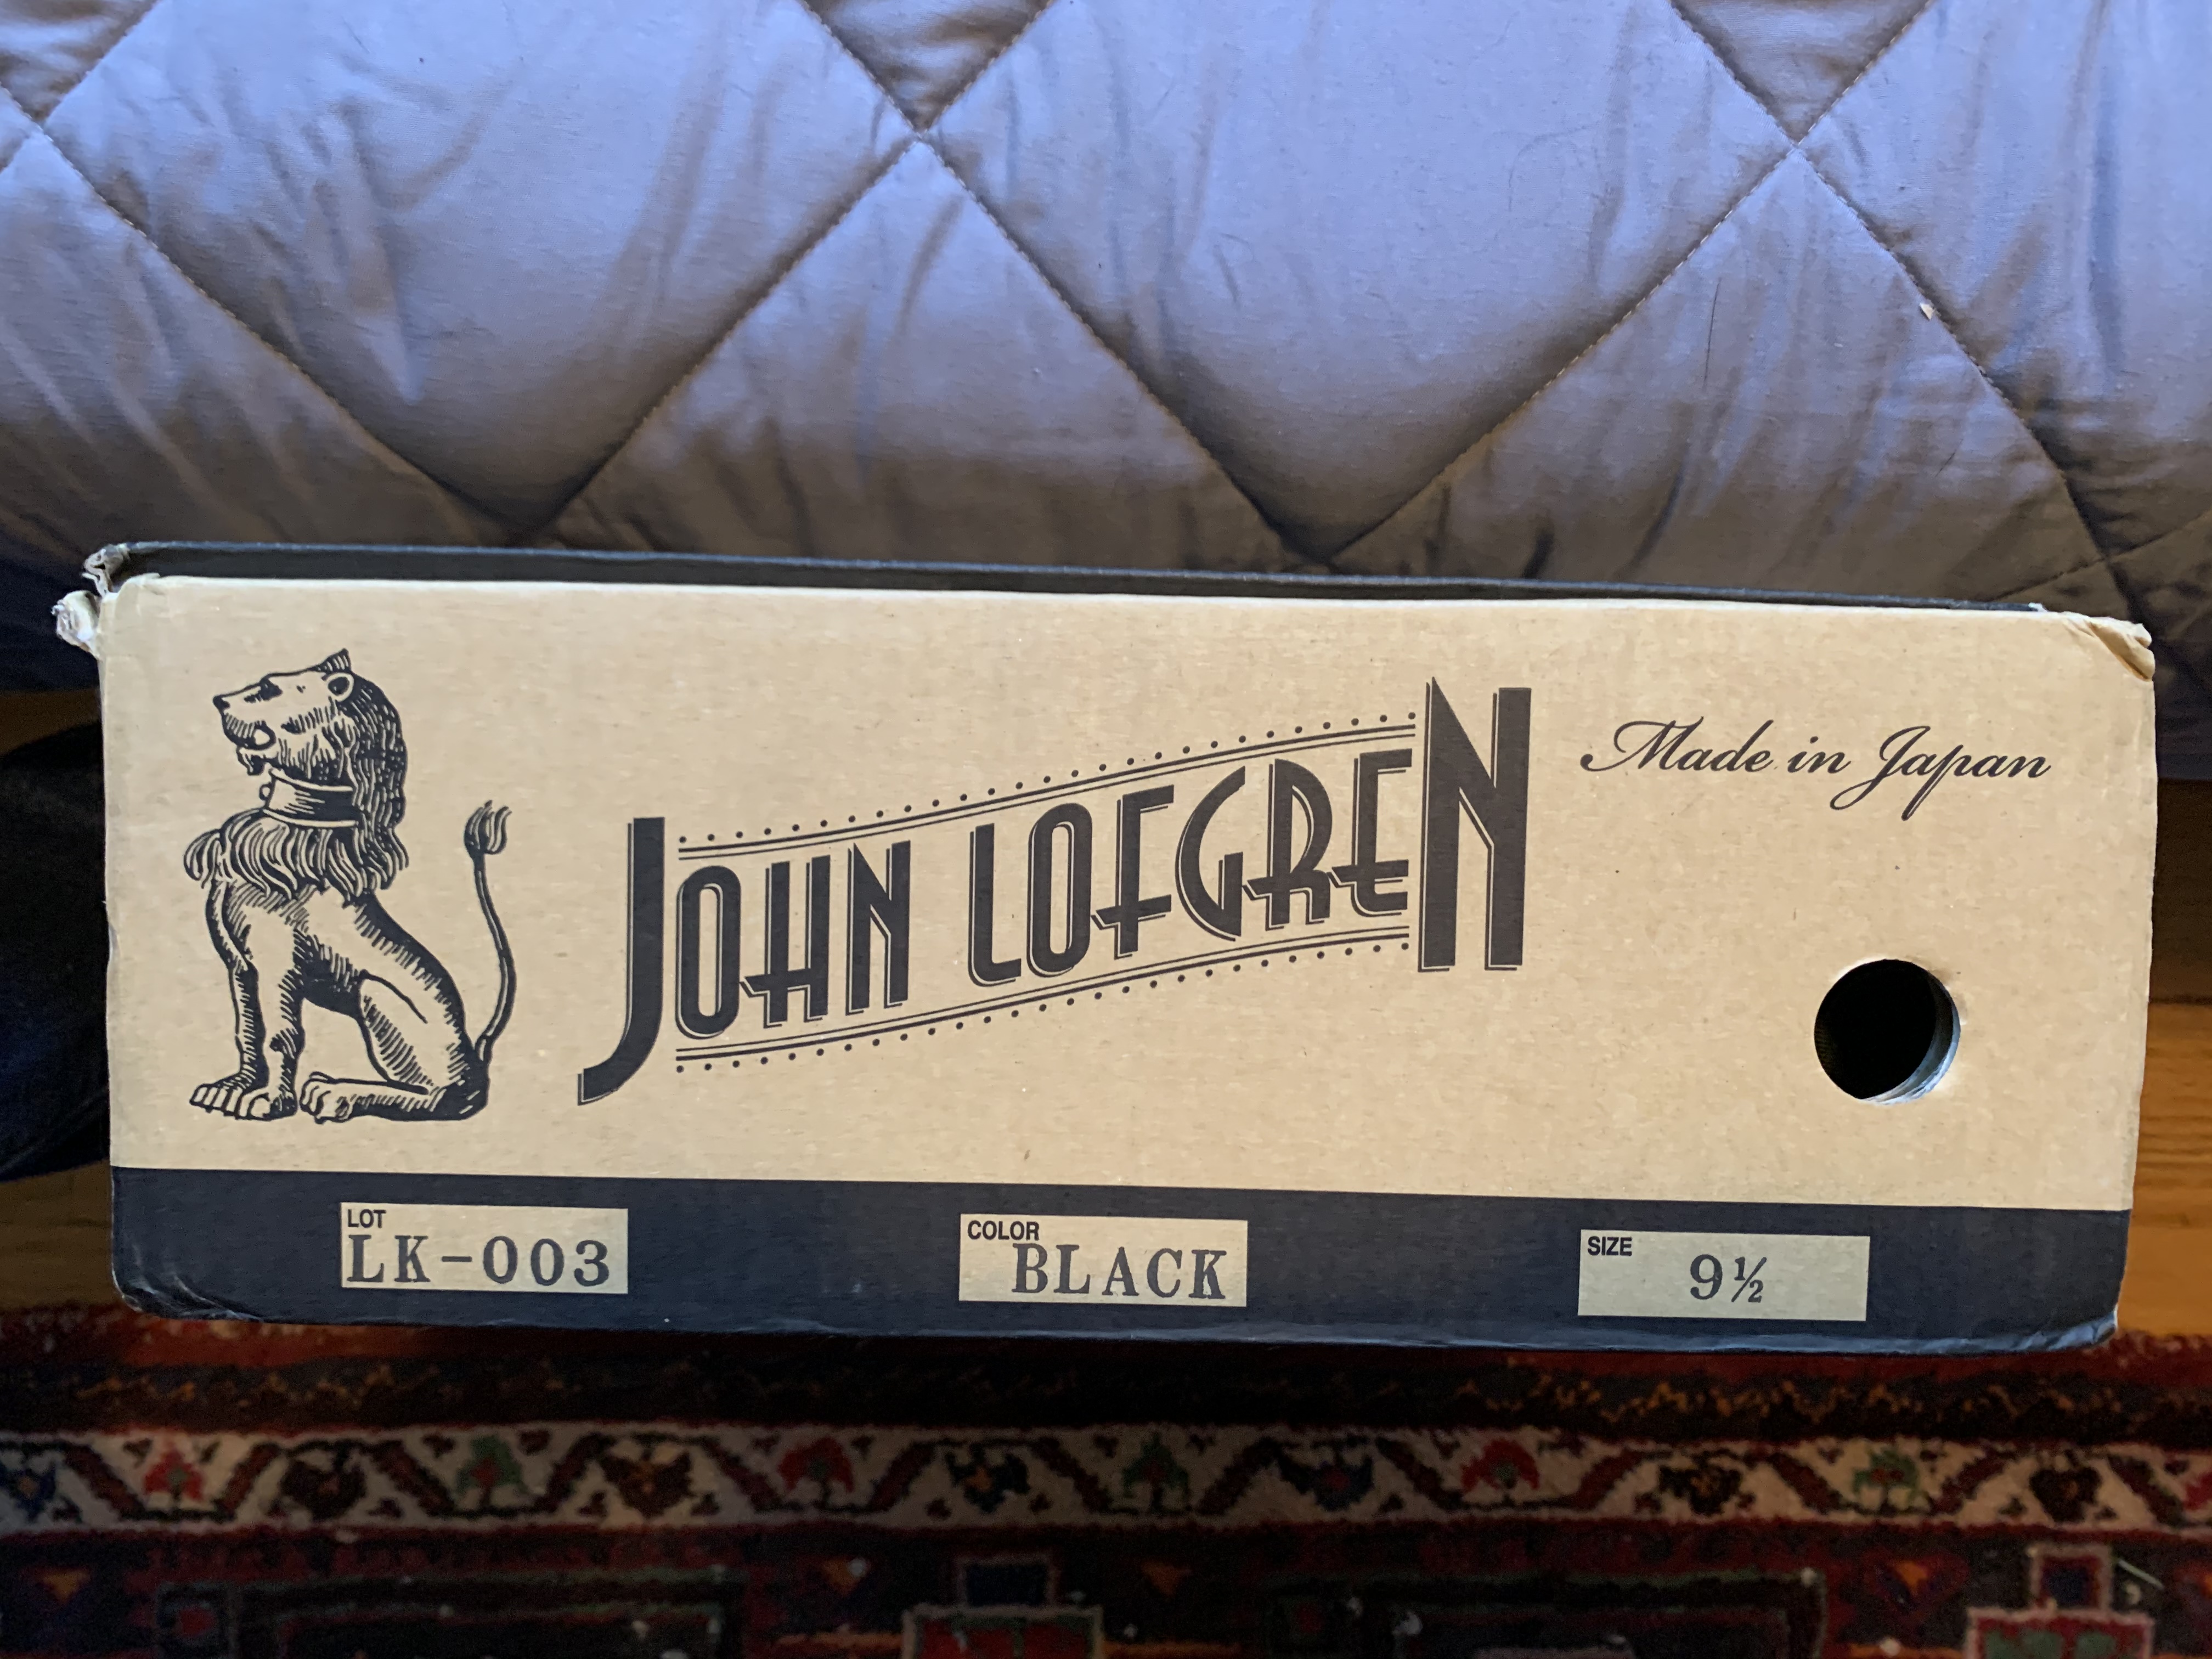 JOHN LOFGREN
Made in Japan
LOT
LK-003
COLOR
BLACK
SIZE
9½